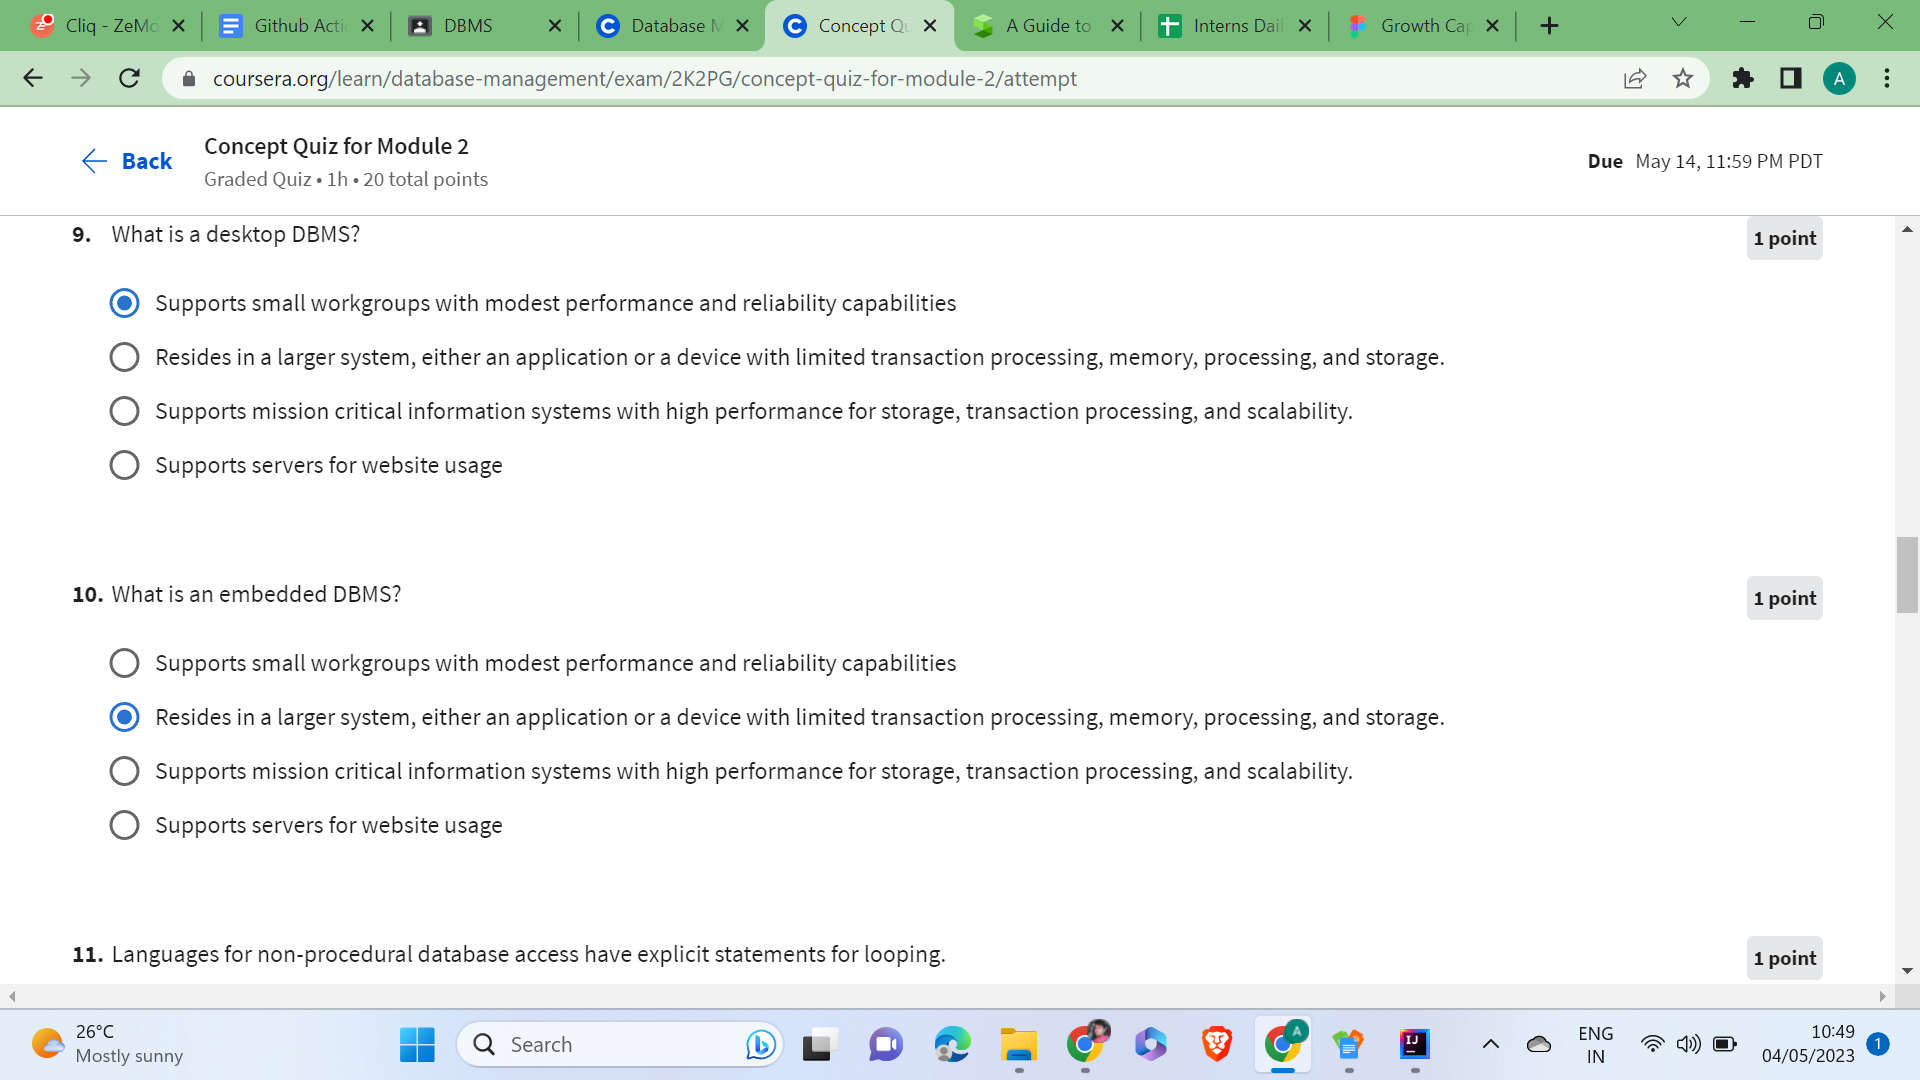 Cliq - ZeMo
Github Acti
DBMS
Database M
Concept Qu
A Guide to
Interns Dail
Growth Cap
coursera.org/learn/database-management/exam/2K2PG/concept-quiz-for-module-2/attempt
A
Back
Concept Quiz for Module 2
Graded Quiz • 1h • 20 total points
Due May 14, 11:59 PM PDT
9. What is a desktop DBMS?
1 point
Supports small workgroups with modest performance and reliability capabilities
Resides in a larger system, either an application or a device with limited transaction processing, memory, processing, and storage.
Supports mission critical information systems with high performance for storage, transaction processing, and scalability.
Supports servers for website usage
10. What is an embedded DBMS?
1 point
Supports small workgroups with modest performance and reliability capabilities
Resides in a larger system, either an application or a device with limited transaction processing, memory, processing, and storage.
Supports mission critical information systems with high performance for storage, transaction processing, and scalability.
Supports servers for website usage
11. Languages for non-procedural database access have explicit statements for looping.
1 point
26°C
Mostly sunny
Search
A
IJ
ENG
IN
10:49
04/05/2023
1